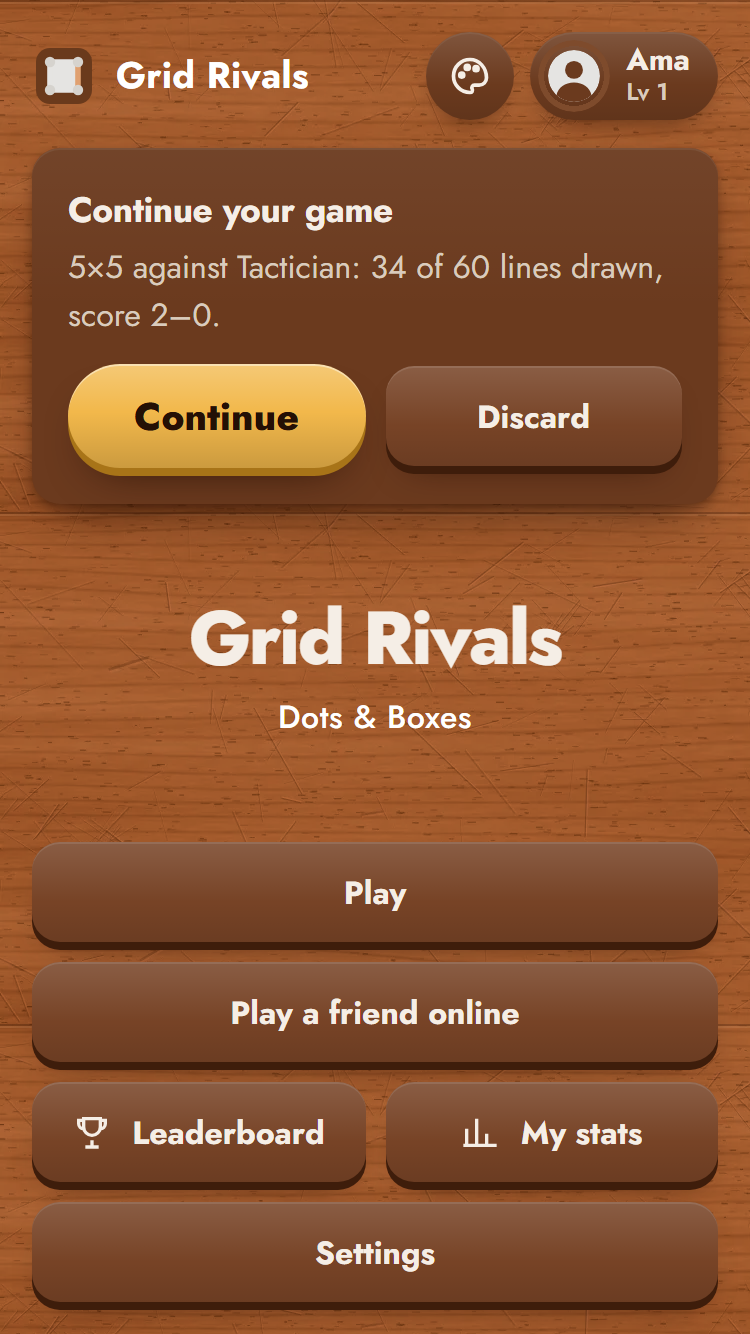 Grid Rivals
Ama
Lv 1
Continue your game
5×5 against Tactician: 34 of 60 lines drawn,
score 2–0.
Continue
Discard
Grid Rivals
Dots & Boxes
Play
Play a friend online
Leaderboard
My stats
Settings